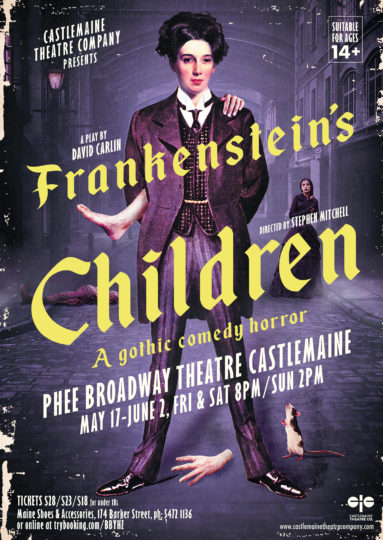 CASTLEMAINE
THEATRE COMPANY
PRESENTS
SUITABLE
FOR AGES
14+
A PLAY BY
DAVID CARLIN
Frankenstein's
DIRECTED BY STEPHEN MITCHELL
Children
A gothic comedy horror
PHEE BROADWAY THEATRE CASTLEMAINE
MAY 17-JUNE 2, FRI & SAT 8PM/SUN 2PM
TICKETS $28/$23/$18 for under 18s
Maine Shoes & Accessories, 174 Barker Street, ph: 5472 1136
or online at trybooking.com/BBYHZ
CASTLEMAINE
THEATRE CO.
www.castlemainetheatrecompany.com